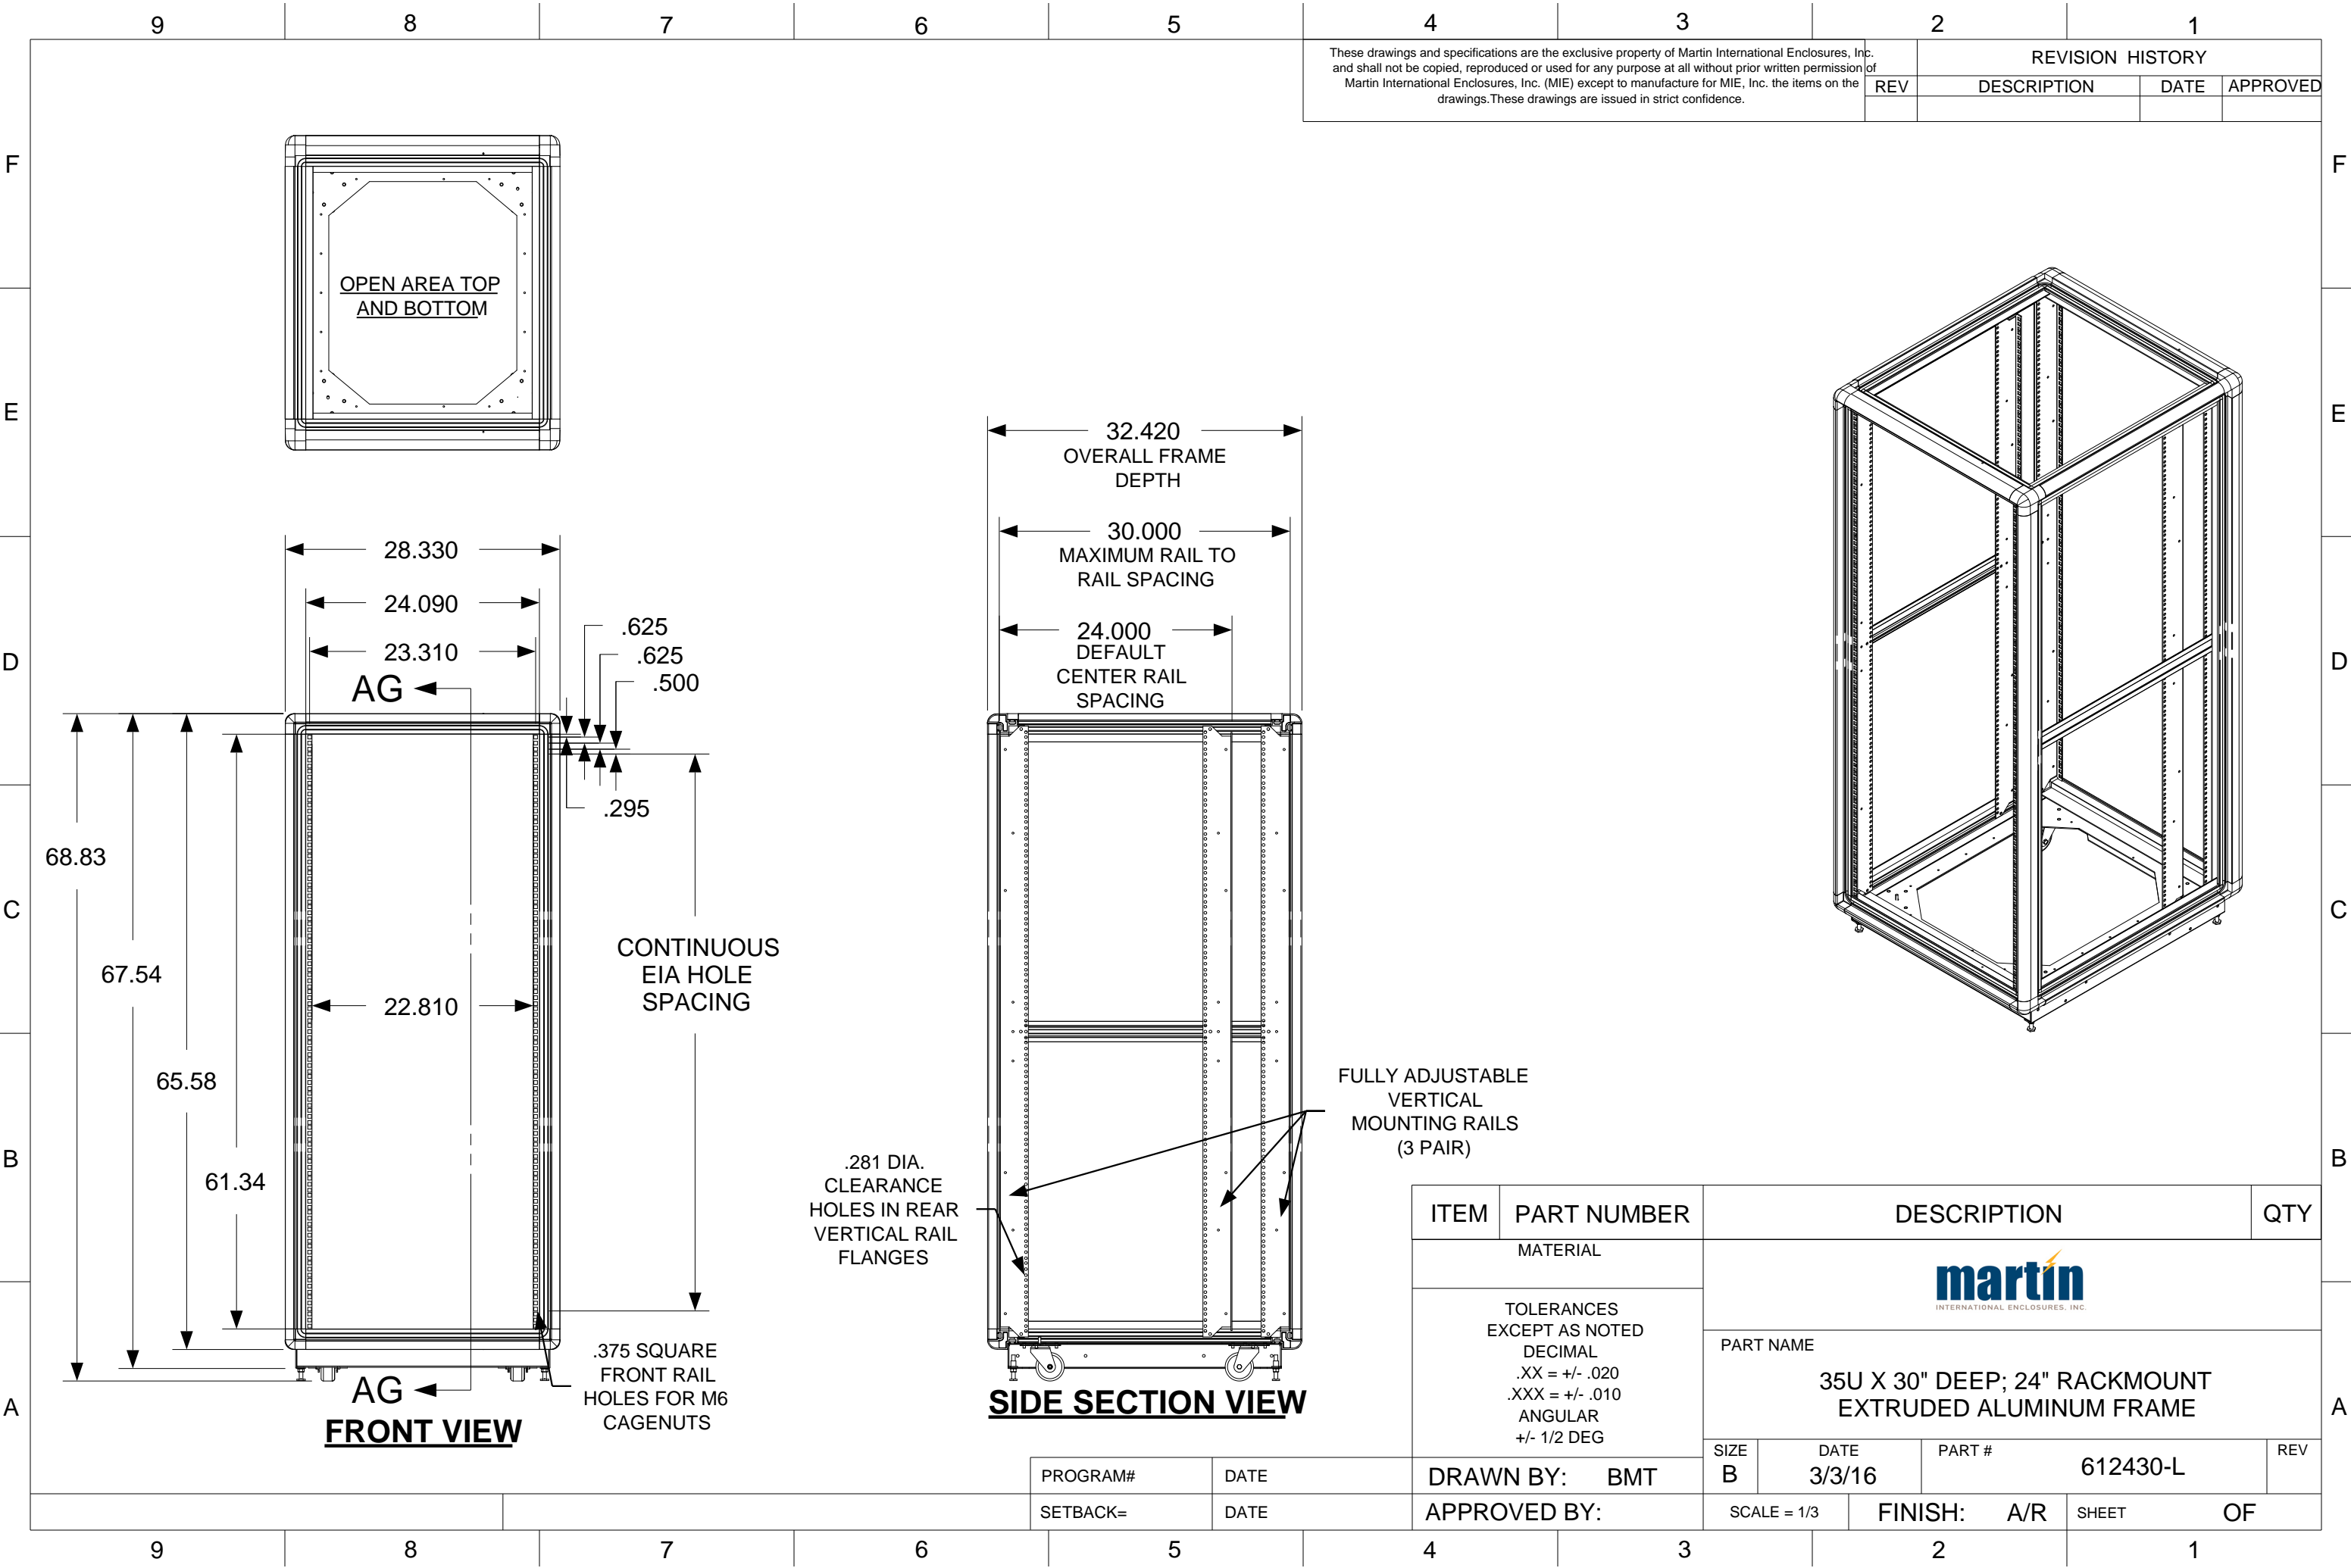 9 8 7 6 5 4 3 2 1
These drawings and specifications are the exclusive property of Martin International Enclosures, Inc.
and shall not be copied, reproduced or used for any purpose at all without prior written permission of
Martin International Enclosures, Inc. (MIE) except to manufacture for MIE, Inc. the items on the
drawings.These drawings are issued in strict confidence.
REVISION HISTORY
REV DESCRIPTION DATE APPROVED
F F
OPEN AREA TOP
AND BOTTOM
E E
32.420
OVERALL FRAME
DEPTH
30.000
MAXIMUM RAIL TO
RAIL SPACING
24.000
DEFAULT
CENTER RAIL
SPACING
28.330
24.090
23.310
.625
.625
.500
.295
D D
AG
68.83
67.54
65.58
61.34
22.810
CONTINUOUS
EIA HOLE
SPACING
C C
FULLY ADJUSTABLE
VERTICAL
MOUNTING RAILS
(3 PAIR)
.281 DIA.
CLEARANCE
HOLES IN REAR
VERTICAL RAIL
FLANGES
B B
.375 SQUARE
FRONT RAIL
HOLES FOR M6
CAGENUTS
AG
FRONT VIEW
SIDE SECTION VIEW
A A
ITEM PART NUMBER DESCRIPTION QTY
MATERIAL
martin
INTERNATIONAL ENCLOSURES, INC.
TOLERANCES
EXCEPT AS NOTED
DECIMAL
.XX = +/- .020
.XXX = +/- .010
ANGULAR
+/- 1/2 DEG
PART NAME
35U X 30" DEEP; 24" RACKMOUNT
EXTRUDED ALUMINUM FRAME
SIZE DATE PART # REV
B 3/3/16 612430-L
PROGRAM# DATE DRAWN BY: BMT
SETBACK= DATE APPROVED BY: SCALE = 1/3 FINISH: A/R SHEET OF
9 8 7 6 5 4 3 2 1